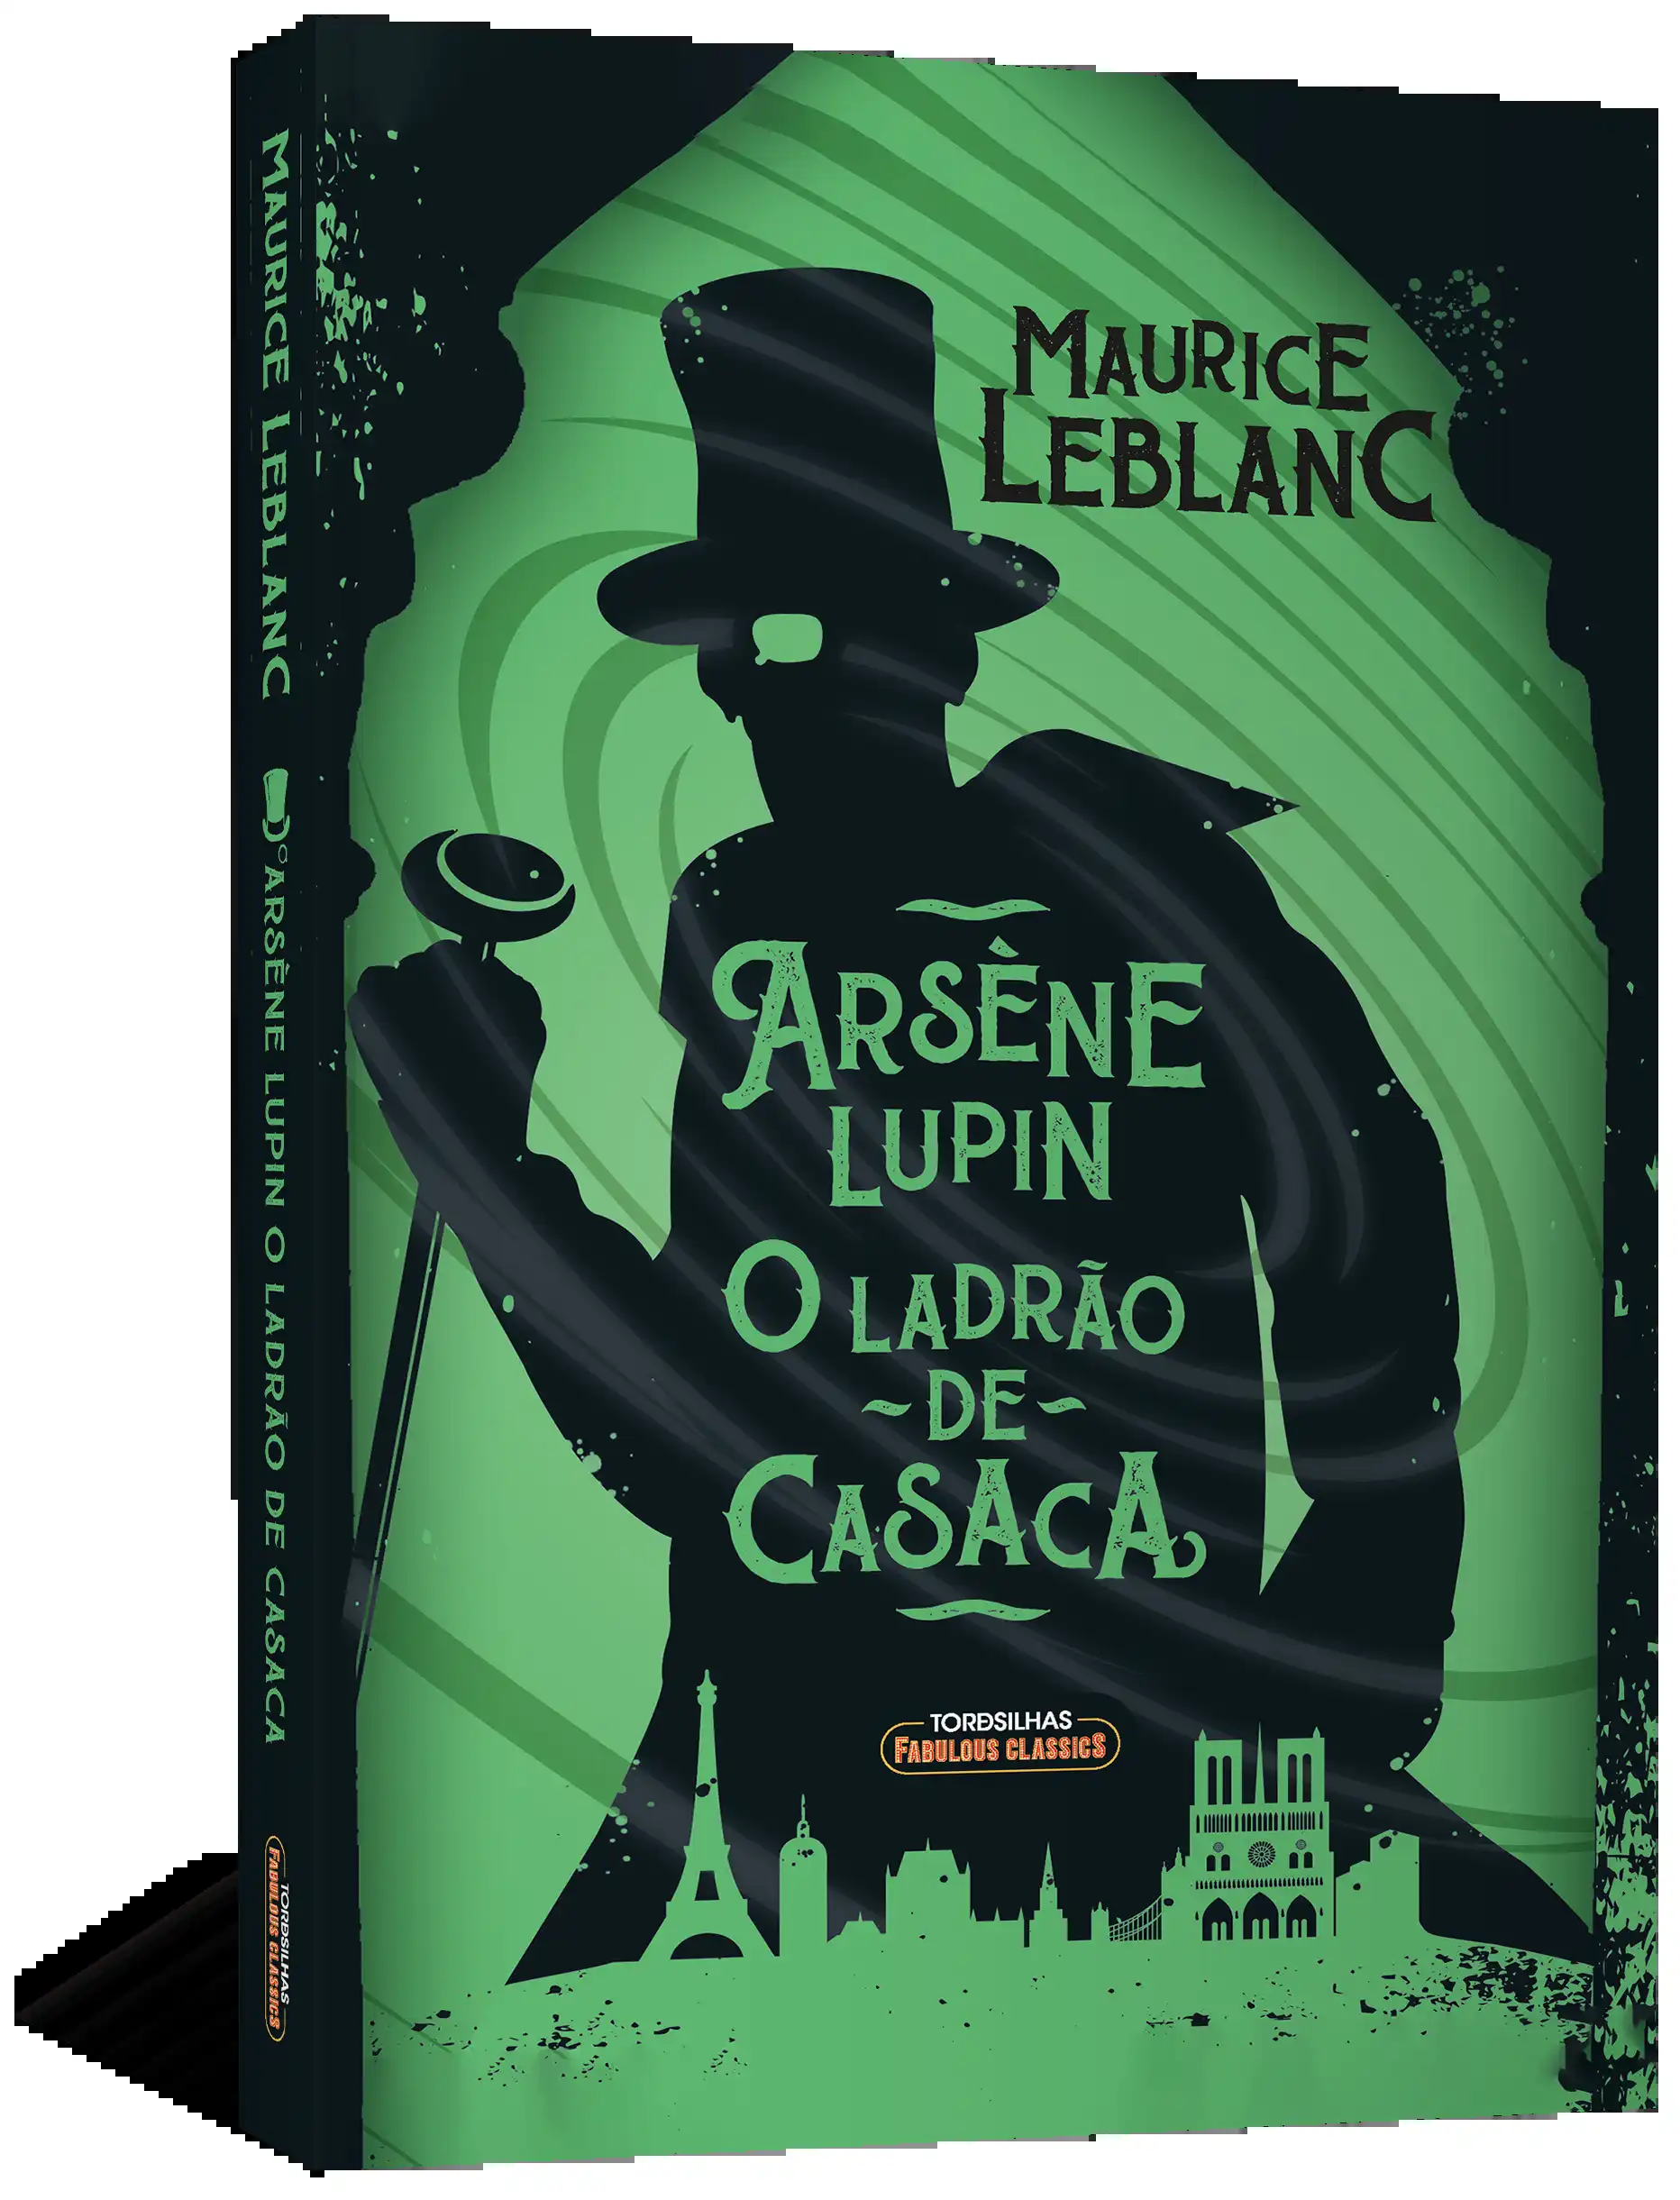 MAURICE
LEBLANC
ARSÈNE
LUPIN
O LADRÃO
~DE~
CASACA
TORDSILHAS
FABULOUS CLASSICS
MAURICE LEBLANC ARSÈNE LUPIN O LADRÃO DE CASACA
TORDSILHAS
FABULOUS CLASSICS